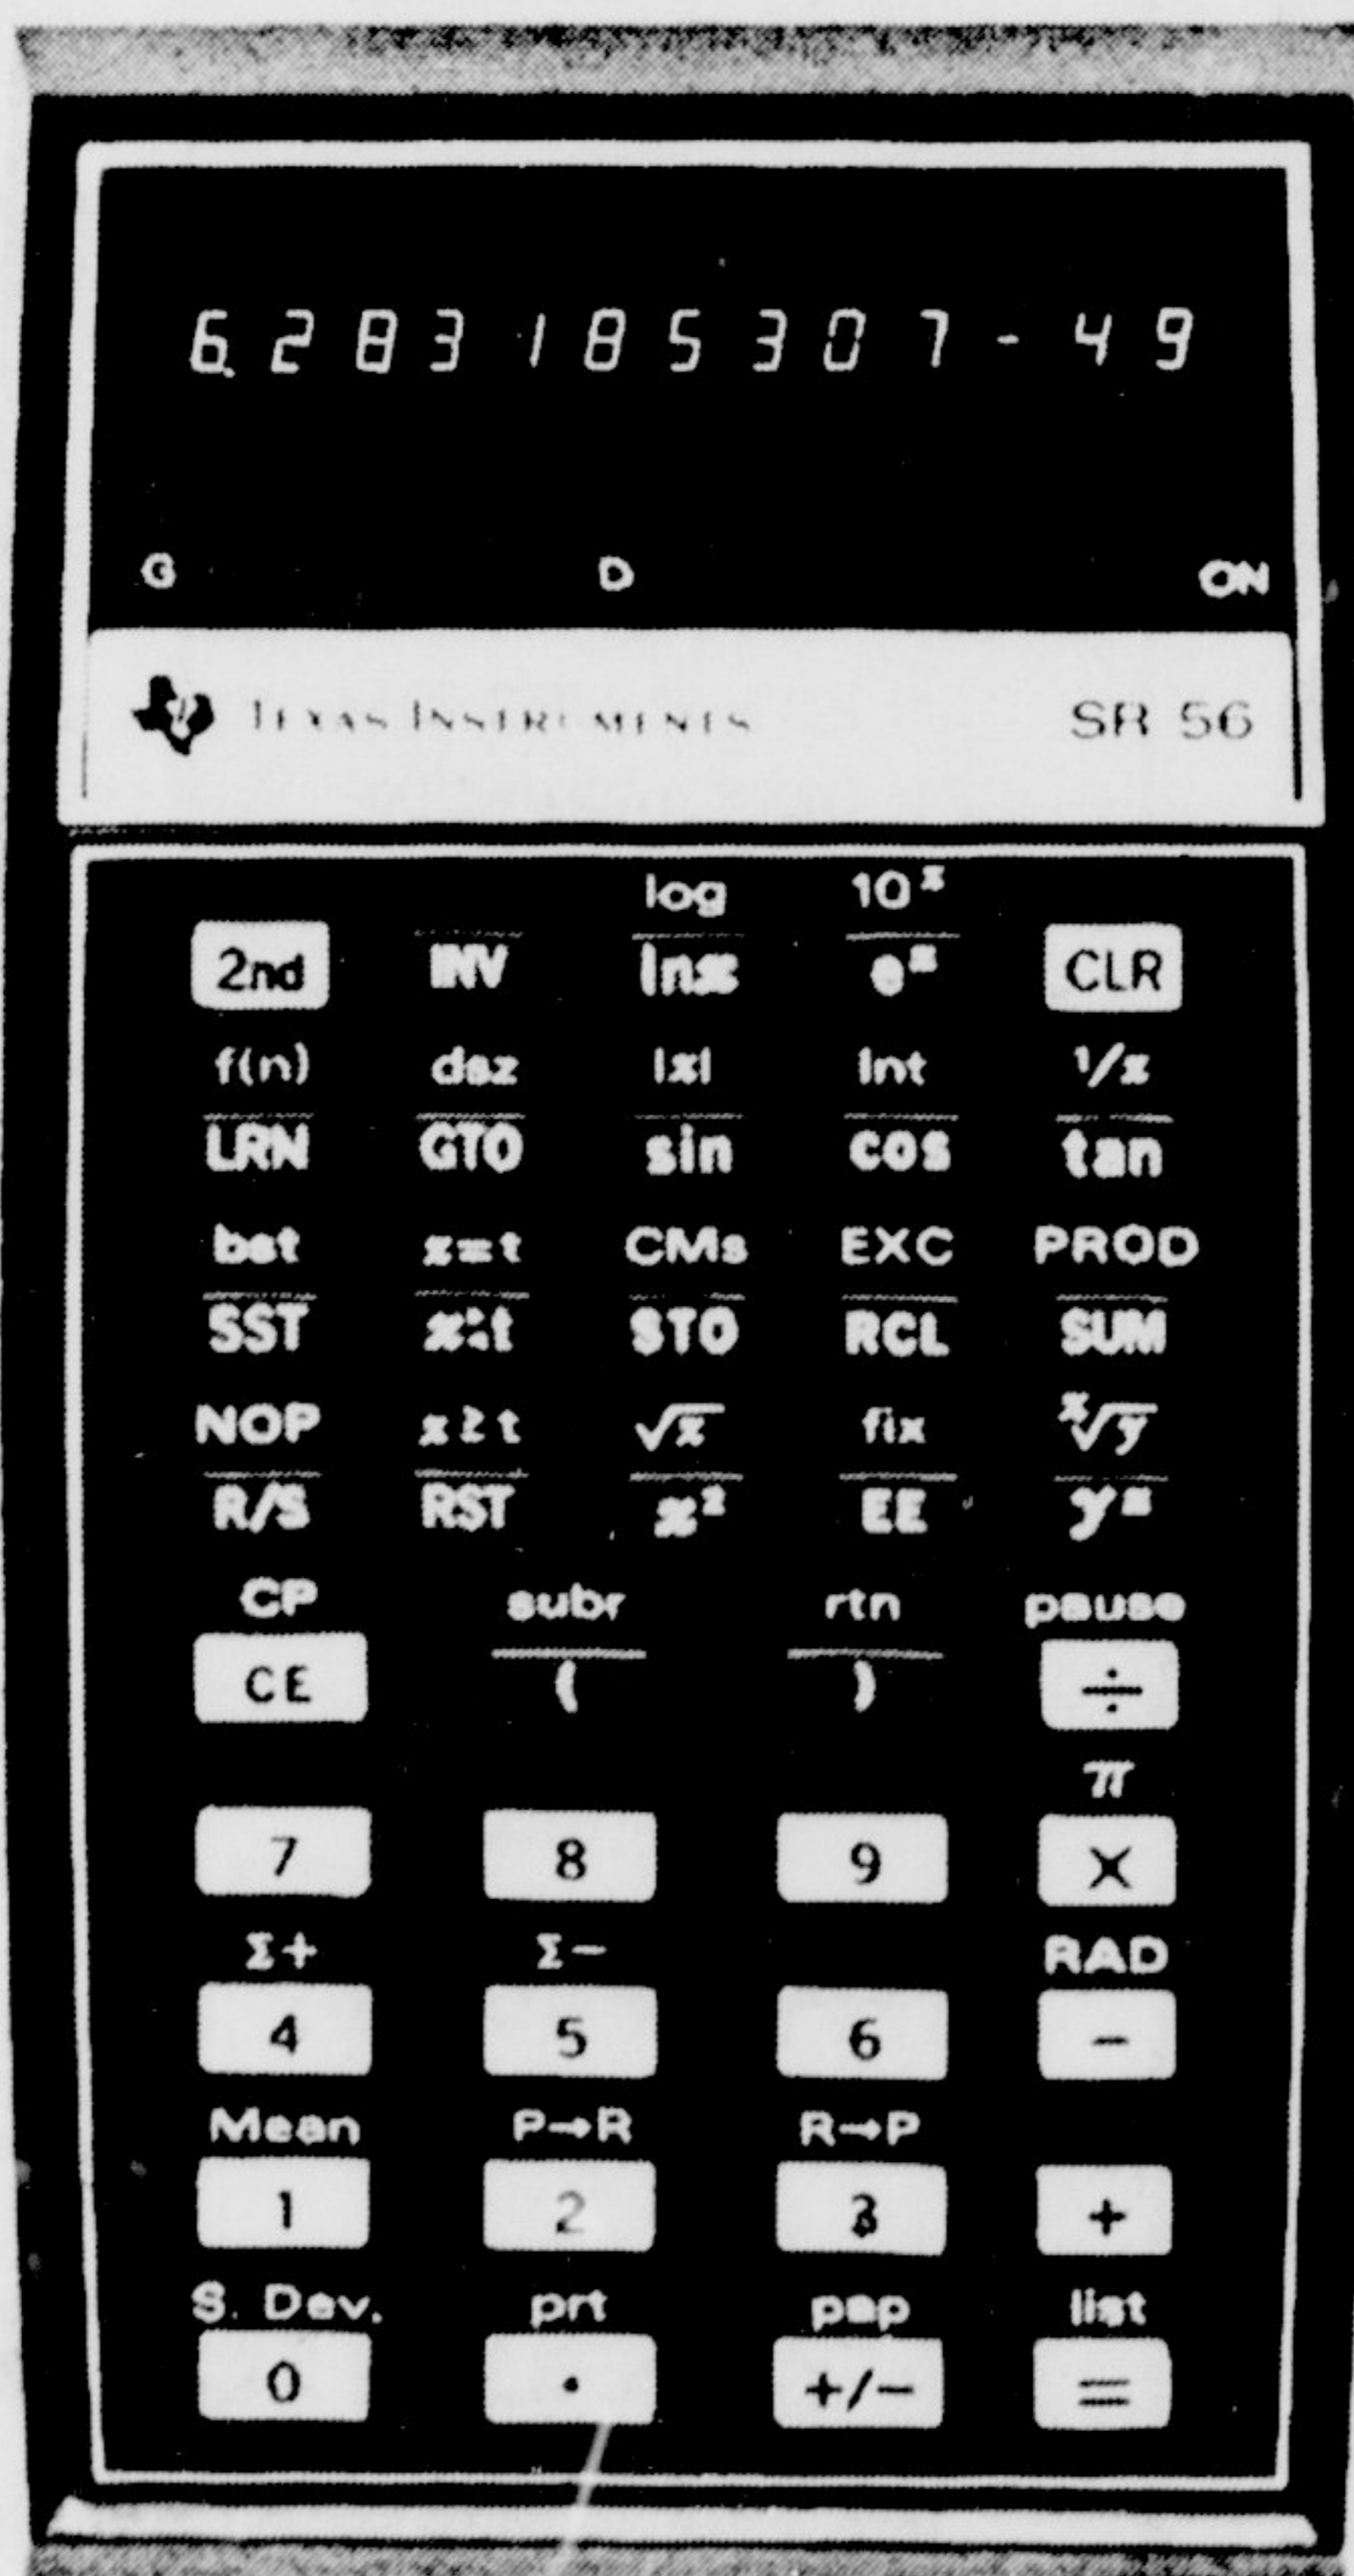 6.283185307-49
G D ON
TEXAS INSTRUMENTS SR 56
log 10ˣ
2nd INV lnx eˣ CLR
f(n) dsz |x| Int 1/x
LRN GTO sin cos tan
bst x=t CMs EXC PROD
SST x⇄t STO RCL SUM
NOP x≥t √x fix ˣ√y
R/S RST x² EE yˣ
CP subr rtn pause
CE ( ) ÷
π
7 8 9 ×
Σ+ Σ− RAD
4 5 6 −
Mean P→R R→P
1 2 3 +
S. Dev. prt pap list
0 . +/− =